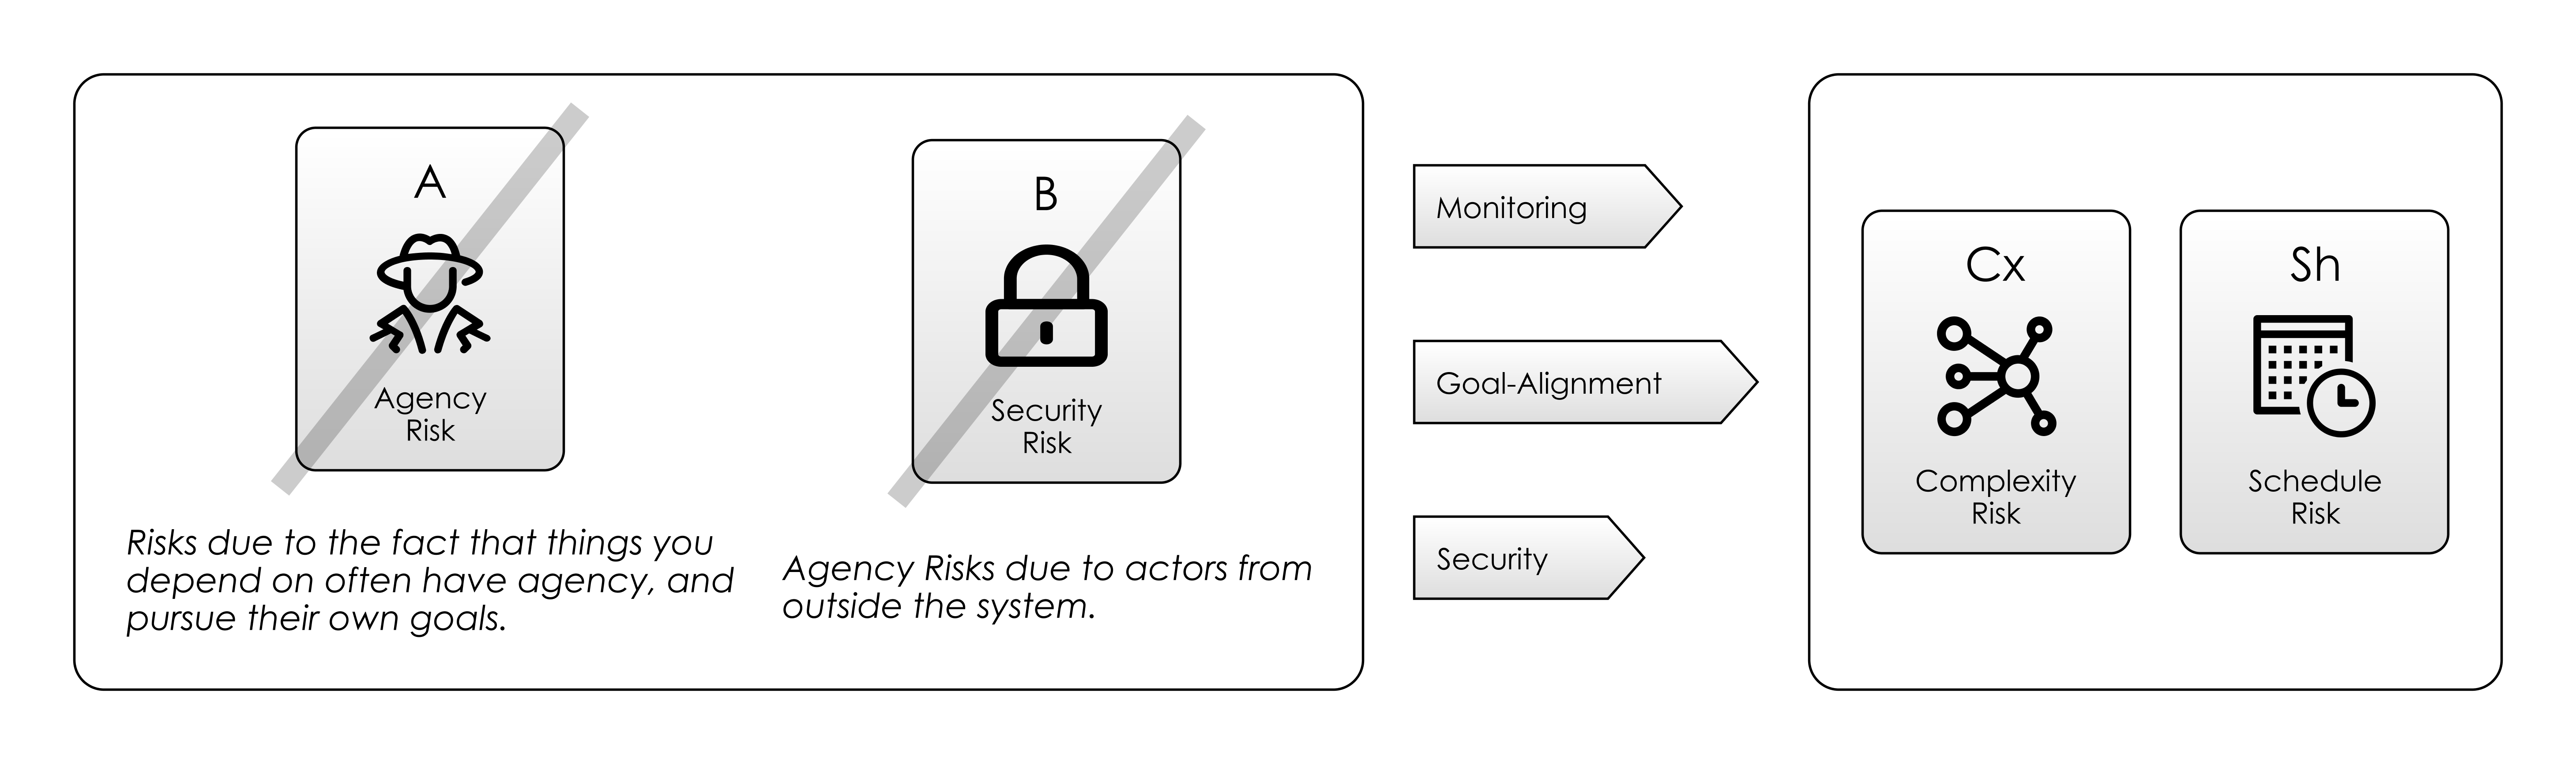 A
Agency
Risk
Risks due to the fact that things you
depend on often have agency, and
pursue their own goals.
B
Security
Risk
Agency Risks due to actors from
outside the system.
Monitoring
Goal-Alignment
Security
Cx
Complexity
Risk
Sh
Schedule
Risk